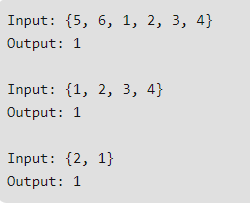 Input: {5, 6, 1, 2, 3, 4}
Output: 1
Input: {1, 2, 3, 4}
Output: 1
Input: {2, 1}
Output: 1